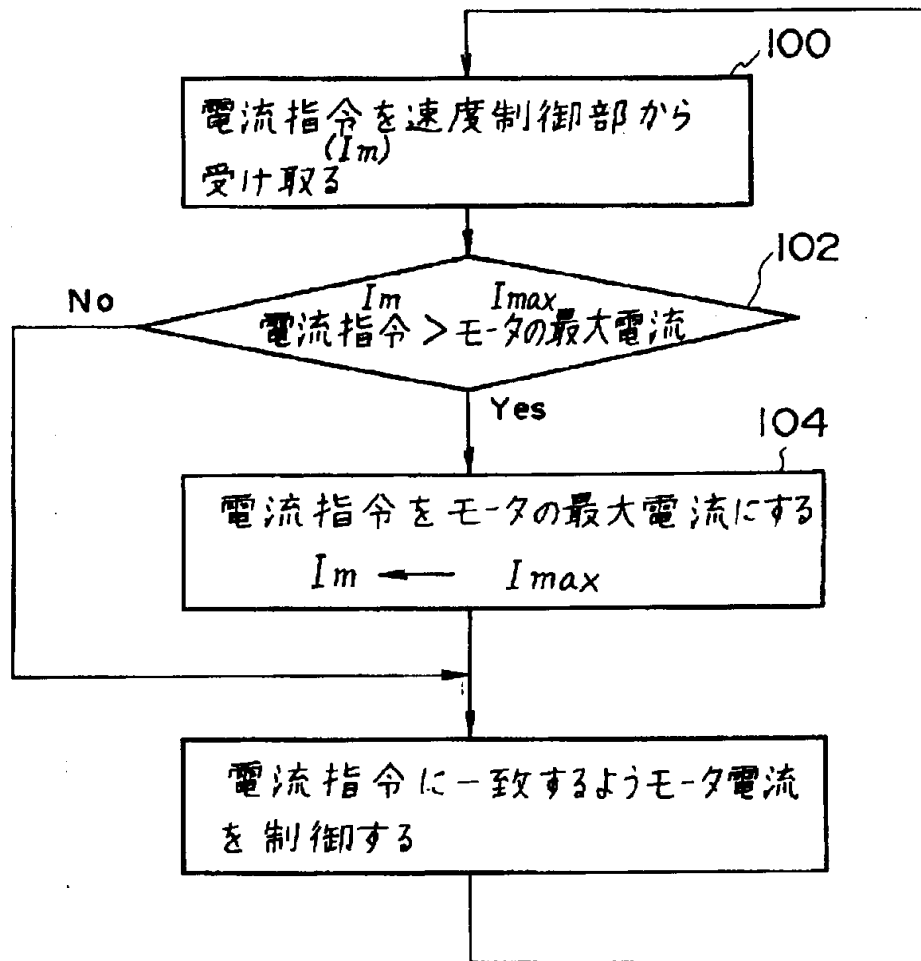 100
電流指令を速度制御部から
(Im)
受け取る
102
No
Im Imax
電流指令 > モータの最大電流
Yes
104
電流指令をモータの最大電流にする
Im ← Imax
電流指令に一致するようモータ電流
を制御する